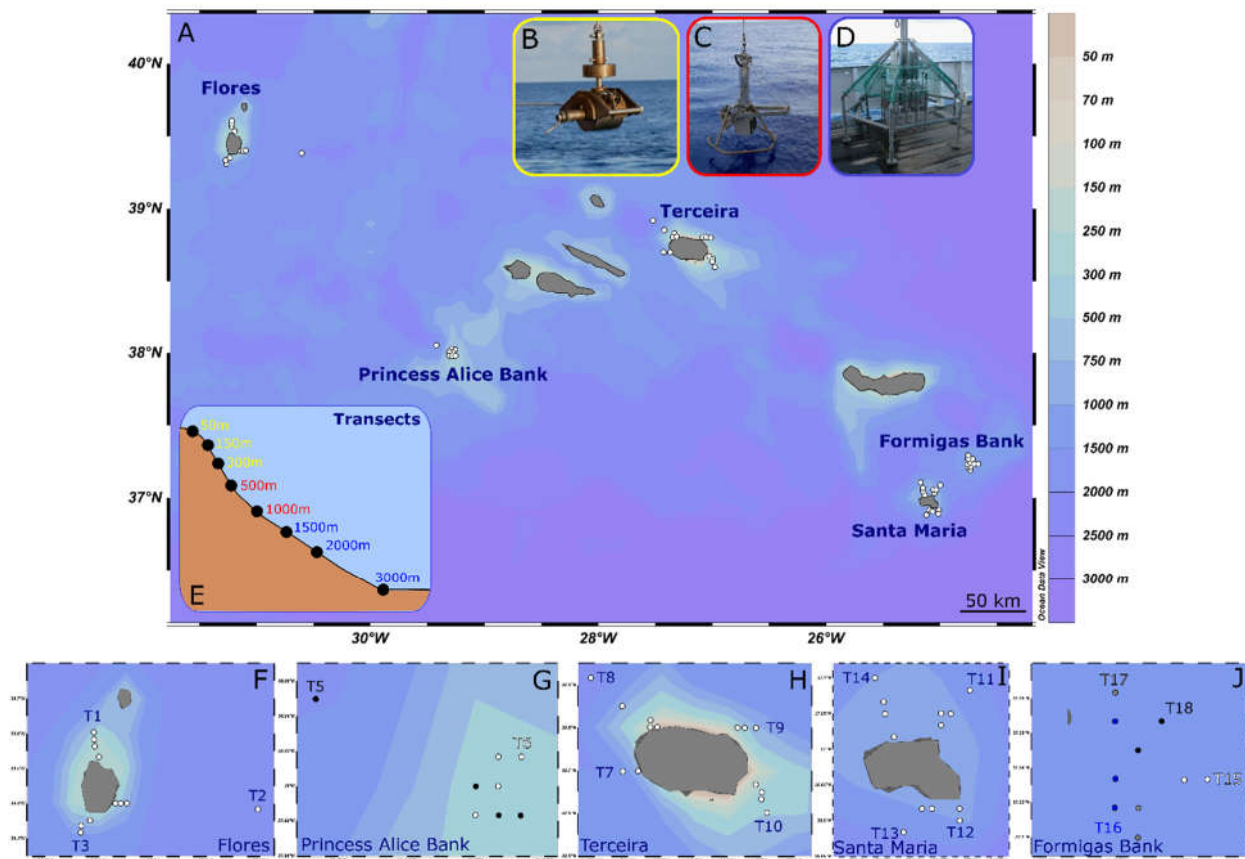 A
B
C
D
40°N
39°N
38°N
37°N
Flores
Terceira
Princess Alice Bank
Formigas Bank
Santa Maria
Transects
50m
150m
300m
500m
1000m
1500m
2000m
3000m
E
50 km
30°W
28°W
26°W
50 m
70 m
100 m
150 m
250 m
300 m
500 m
750 m
1000 m
1500 m
2000 m
2500 m
3000 m
Ocean Data View
F
T1
T2
T3
Flores
G
T5
T5
Princess Alice Bank
H
T8
T9
T7
T10
Terceira
I
T14
T11
T13
T12
Santa Maria
J
T17
T18
T15
T16
Formigas Bank